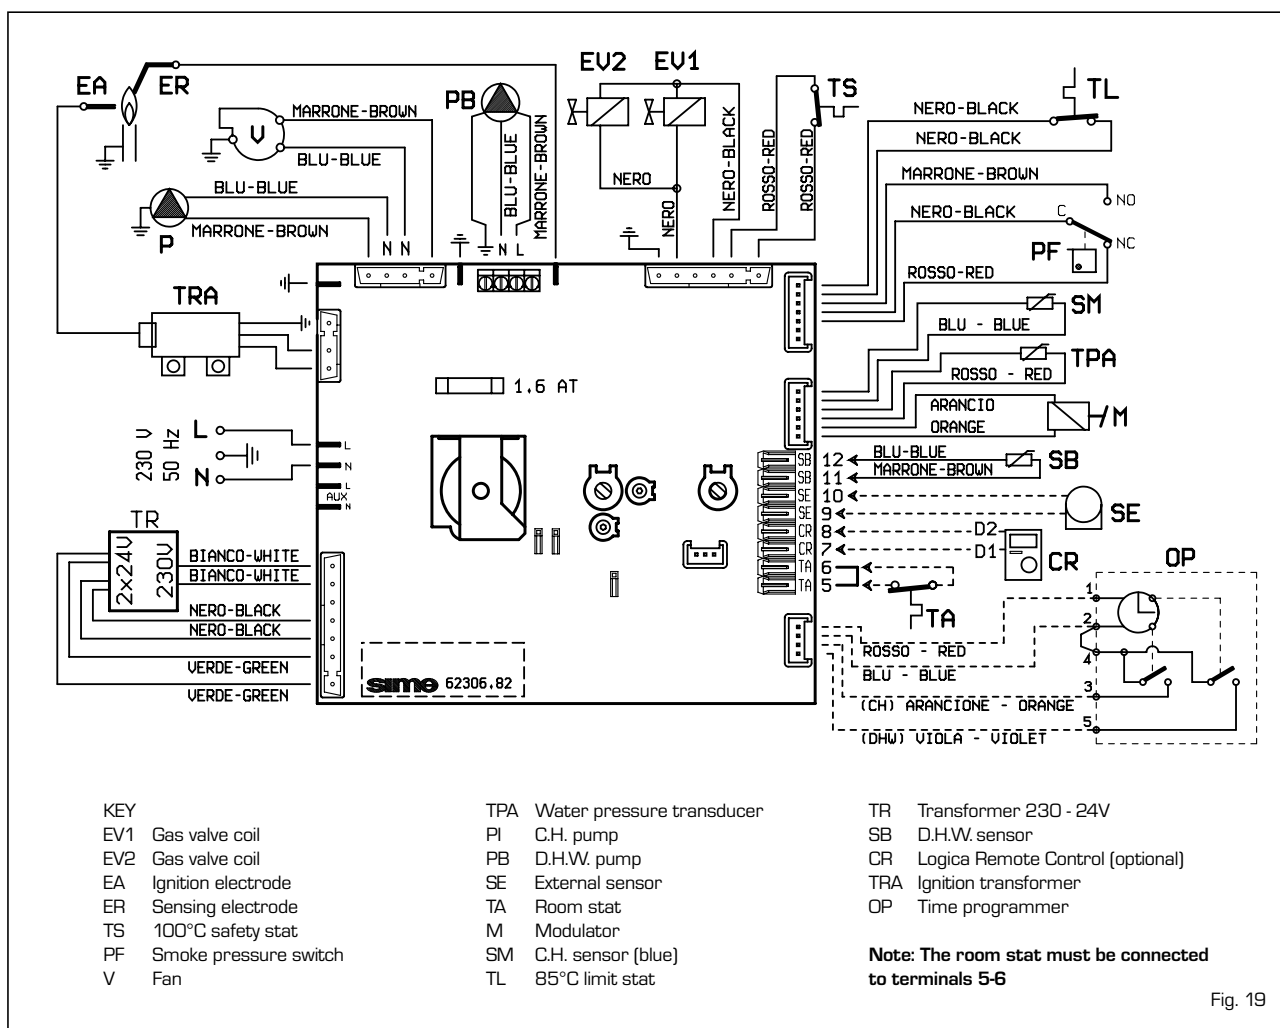 EA
ER
MARRONE-BROWN
V
BLU-BLUE
BLU-BLUE
MARRONE-BROWN
P
N N
PB
BLU-BLUE
MARRONE-BROWN
N L
EV2 EV1
NERO
NERO
NERO-BLACK
ROSSO-RED
ROSSO-RED
TS
TL
NERO-BLACK
NERO-BLACK
MARRONE-BROWN
NO
NERO-BLACK
C
NC
PF
ROSSO-RED
SM
BLU - BLUE
TPA
ROSSO - RED
ARANCIO
ORANGE
M
TRA
1.6 AT
230 V
50 Hz
L
N
L
N
L
AUX
N
SB 12
BLU-BLUE
SB
SB 11
MARRONE-BROWN
SE 10
SE 9
SE
CR 8
D2
CR 7
D1
CR
TA 6
TA 5
TA
OP
1
2
4
3
5
ROSSO - RED
BLU - BLUE
(CH) ARANCIONE - ORANGE
(DHW) VIOLA - VIOLET
TR
2x24V
230V
BIANCO-WHITE
BIANCO-WHITE
NERO-BLACK
NERO-BLACK
VERDE-GREEN
VERDE-GREEN
sime 62306.82
KEY
EV1 Gas valve coil
EV2 Gas valve coil
EA Ignition electrode
ER Sensing electrode
TS 100°C safety stat
PF Smoke pressure switch
V Fan
TPA Water pressure transducer
PI C.H. pump
PB D.H.W. pump
SE External sensor
TA Room stat
M Modulator
SM C.H. sensor (blue)
TL 85°C limit stat
TR Transformer 230 - 24V
SB D.H.W. sensor
CR Logica Remote Control (optional)
TRA Ignition transformer
OP Time programmer
Note: The room stat must be connected
to terminals 5-6
Fig. 19